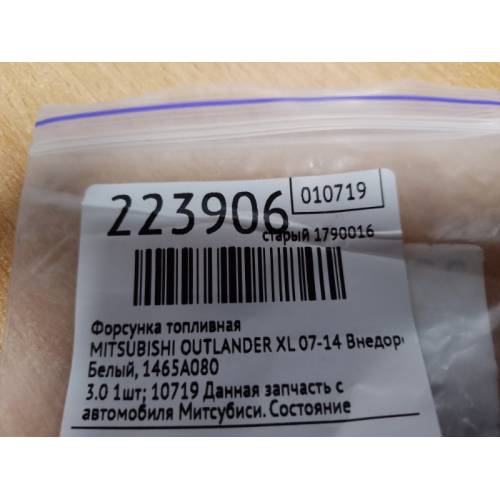 223906 010719
старый 1790016
Форсунка топливная
MITSUBISHI OUTLANDER XL 07-14 Внедор
Белый, 1465A080
3.0 1шт; 10719 Данная запчасть с
автомобиля Митсубиси. Состояние